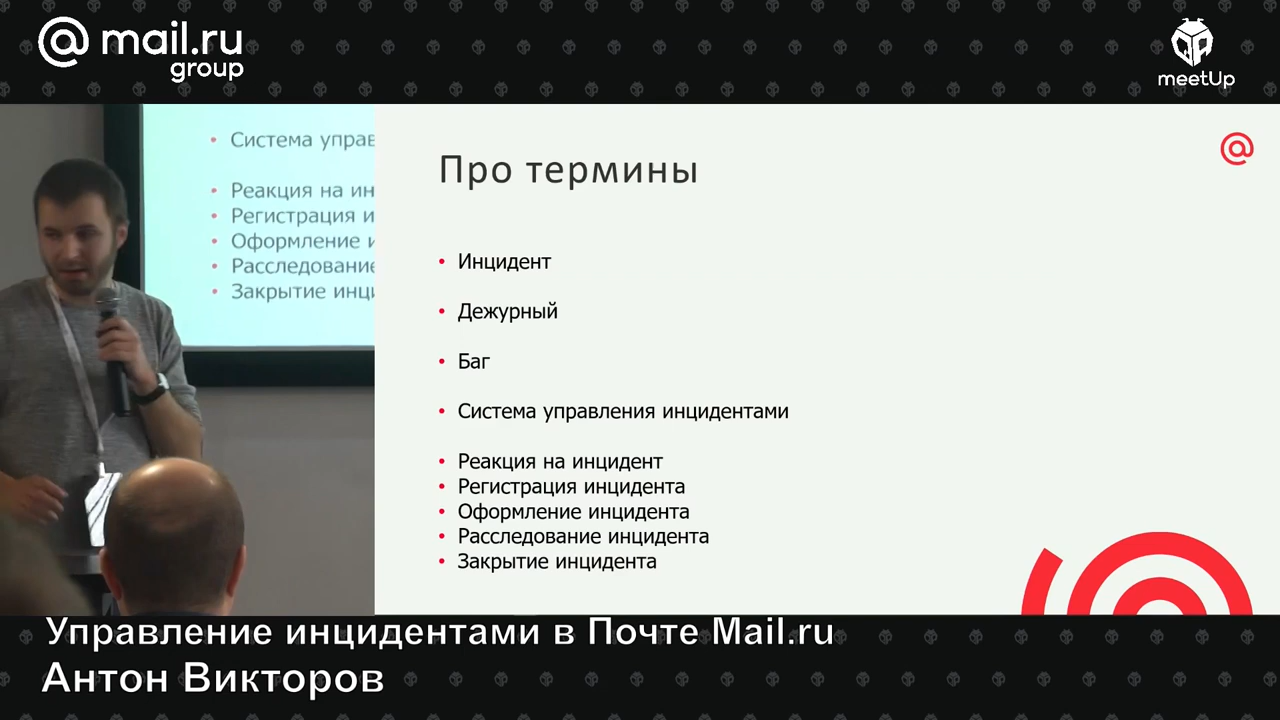 @mail.ru
group
meetUp
• Система управ
• Реакция на ин
• Регистрация и
• Оформление и
• Расследование
• Закрытие инци
Про термины
@
• Инцидент
• Дежурный
• Баг
• Система управления инцидентами
• Реакция на инцидент
• Регистрация инцидента
• Оформление инцидента
• Расследование инцидента
• Закрытие инцидента
Управление инцидентами в Почте Mail.ru
Антон Викторов